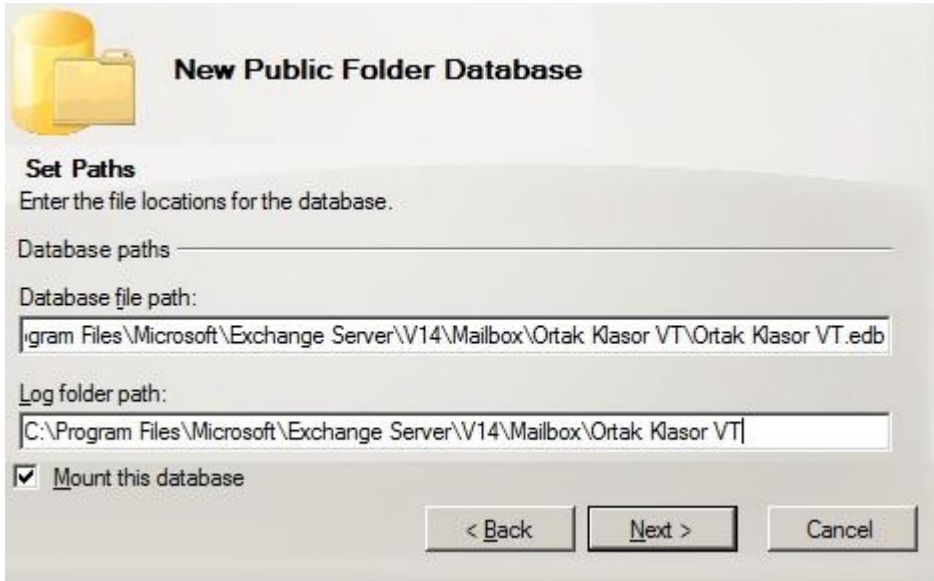 New Public Folder Database
Set Paths
Enter the file locations for the database.
Database paths
Database file path:
gram Files\Microsoft\Exchange Server\V14\Mailbox\Ortak Klasor VT\Ortak Klasor VT.edb
Log folder path:
C:\Program Files\Microsoft\Exchange Server\V14\Mailbox\Ortak Klasor VT
Mount this database
< Back Next > Cancel